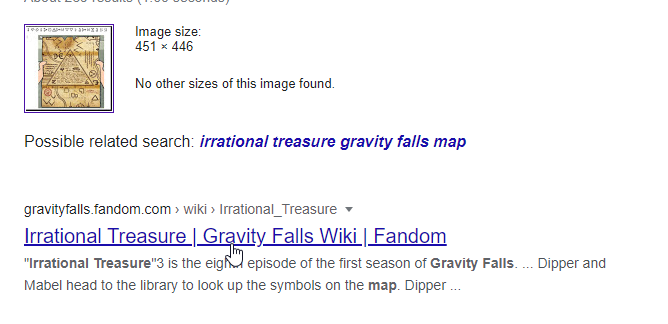 Image size:
451 × 446
No other sizes of this image found.
Possible related search: irrational treasure gravity falls map
gravityfalls.fandom.com › wiki › Irrational_Treasure
Irrational Treasure | Gravity Falls Wiki | Fandom
"Irrational Treasure"3 is the eighth episode of the first season of Gravity Falls. ... Dipper and
Mabel head to the library to look up the symbols on the map. Dipper ...